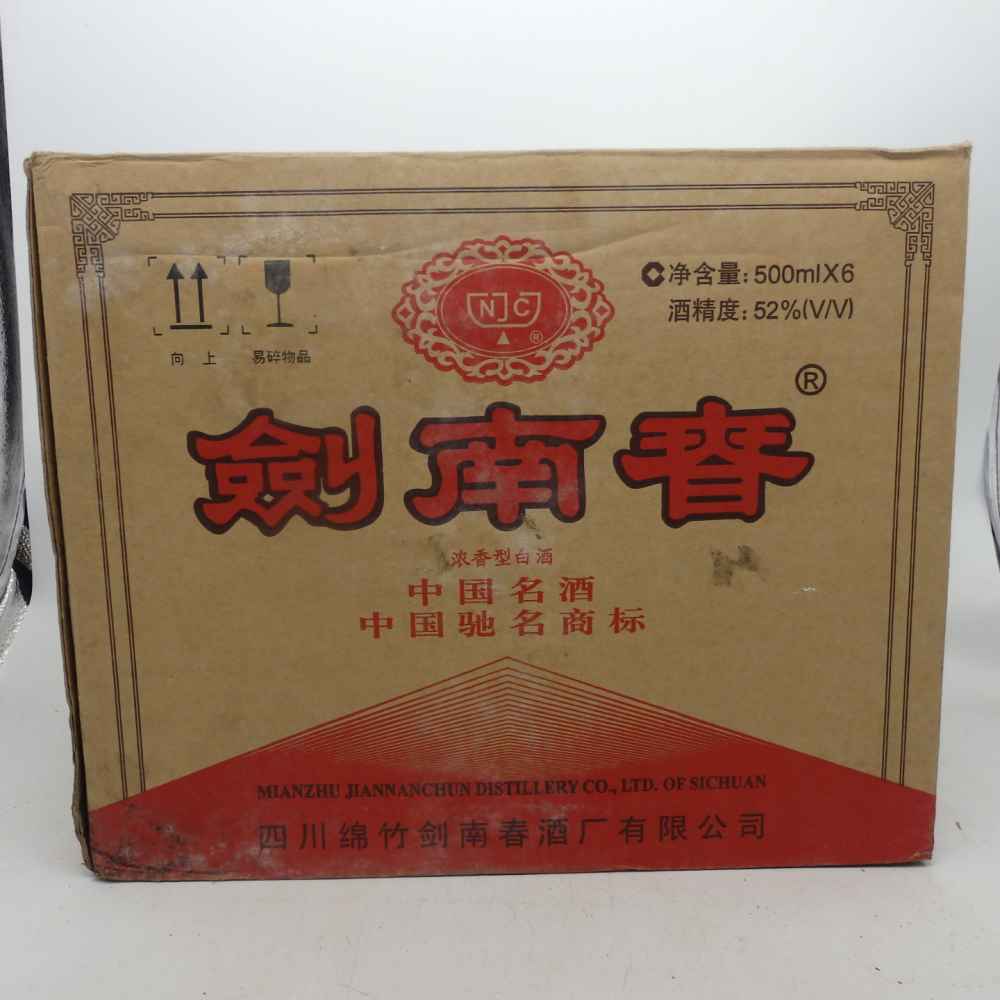 净含量:500mlX6
酒精度:52%(V/V)
NJC
®
向上
易碎物品
劍南春®
浓香型白酒
中国名酒
中国驰名商标
MIANZHU JIANNANCHUN DISTILLERY CO., LTD. OF SICHUAN
四川绵竹剑南春酒厂有限公司